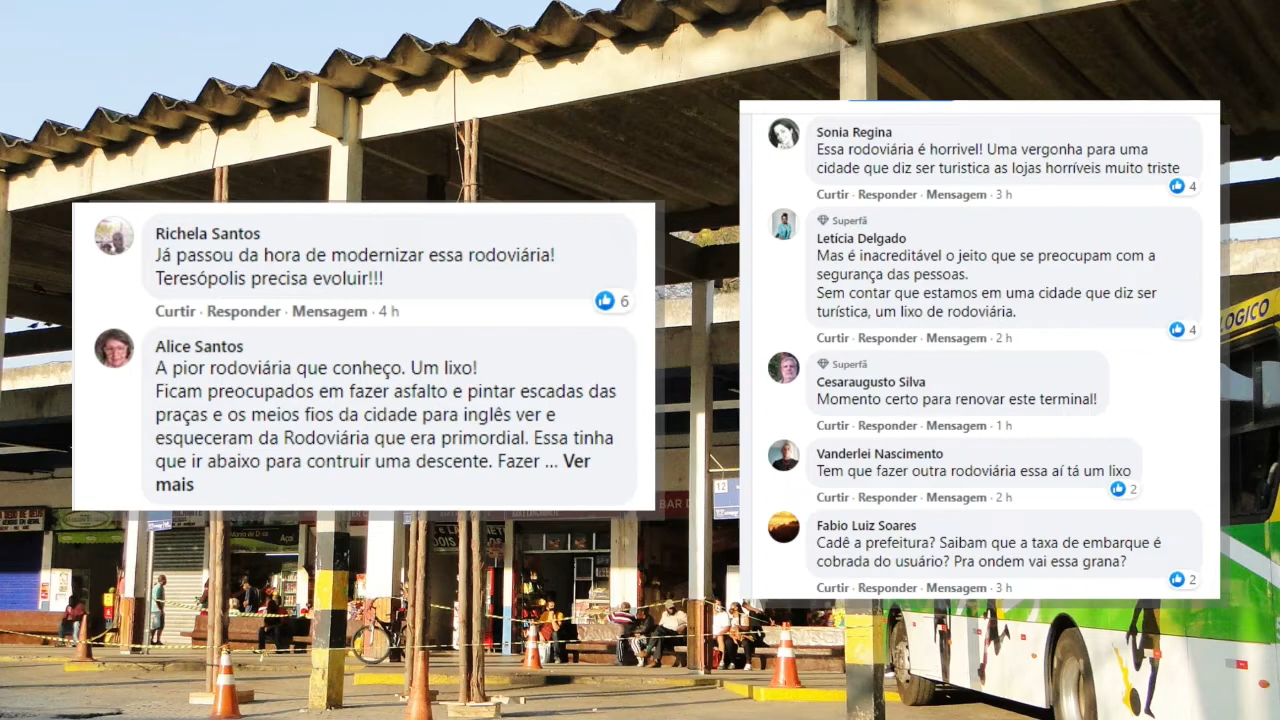 Richela Santos
Já passou da hora de modernizar essa rodoviária!
Teresópolis precisa evoluir!!!
6
Curtir · Responder · Mensagem · 4 h
Alice Santos
A pior rodoviária que conheço. Um lixo!
Ficam preocupados em fazer asfalto e pintar escadas das
praças e os meios fios da cidade para inglês ver e
esqueceram da Rodoviária que era primordial. Essa tinha
que ir abaixo para contruir uma descente. Fazer ... Ver
mais
Sonia Regina
Essa rodoviária é horrivel! Uma vergonha para uma
cidade que diz ser turistica as lojas horríveis muito triste
4
Curtir · Responder · Mensagem · 3 h
Superfã
Letícia Delgado
Mas é inacreditável o jeito que se preocupam com a
segurança das pessoas.
Sem contar que estamos em uma cidade que diz ser
turística, um lixo de rodoviária.
4
Curtir · Responder · Mensagem · 2 h
Superfã
Cesaraugusto Silva
Momento certo para renovar este terminal!
Curtir · Responder · Mensagem · 1 h
Vanderlei Nascimento
Tem que fazer outra rodoviária essa aí tá um lixo
2
Curtir · Responder · Mensagem · 2 h
Fabio Luiz Soares
Cadê a prefeitura? Saibam que a taxa de embarque é
cobrada do usuário? Pra ondem vai essa grana?
2
Curtir · Responder · Mensagem · 3 h
LOGICO
12
BAR D
Açaí